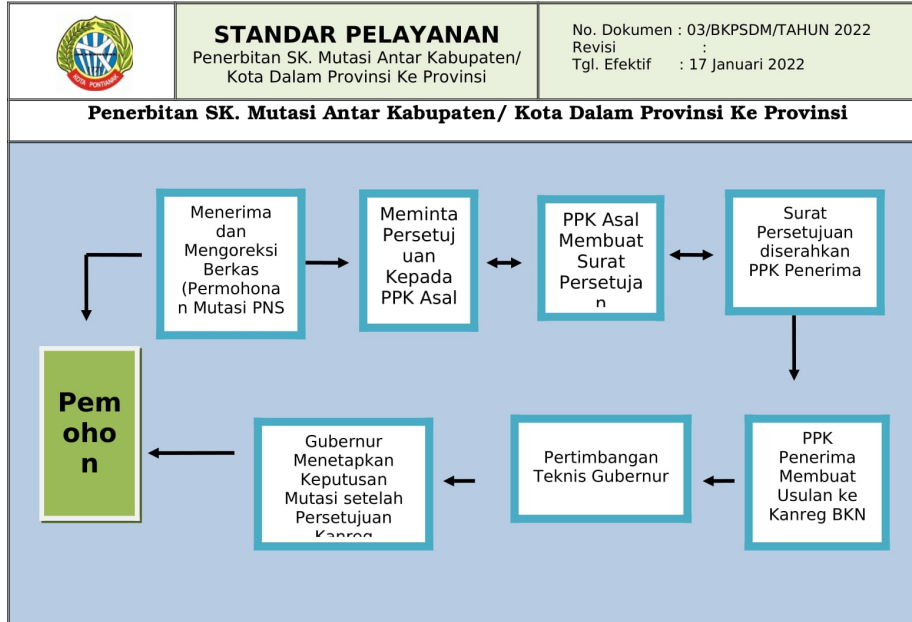 KOTA PONTIANAK
STANDAR PELAYANAN
Penerbitan SK. Mutasi Antar Kabupaten/
Kota Dalam Provinsi Ke Provinsi
No. Dokumen : 03/BKPSDM/TAHUN 2022
Revisi :
Tgl. Efektif : 17 Januari 2022
Penerbitan SK. Mutasi Antar Kabupaten/ Kota Dalam Provinsi Ke Provinsi
Menerima
dan
Mengoreksi
Berkas
(Permohona
n Mutasi PNS
Meminta
Persetuj
uan
Kepada
PPK Asal
PPK Asal
Membuat
Surat
Persetuja
n
Surat
Persetujuan
diserahkan
PPK Penerima
Pem
oho
n
Gubernur
Menetapkan
Keputusan
Mutasi setelah
Persetujuan
Kanreg
Pertimbangan
Teknis Gubernur
PPK
Penerima
Membuat
Usulan ke
Kanreg BKN